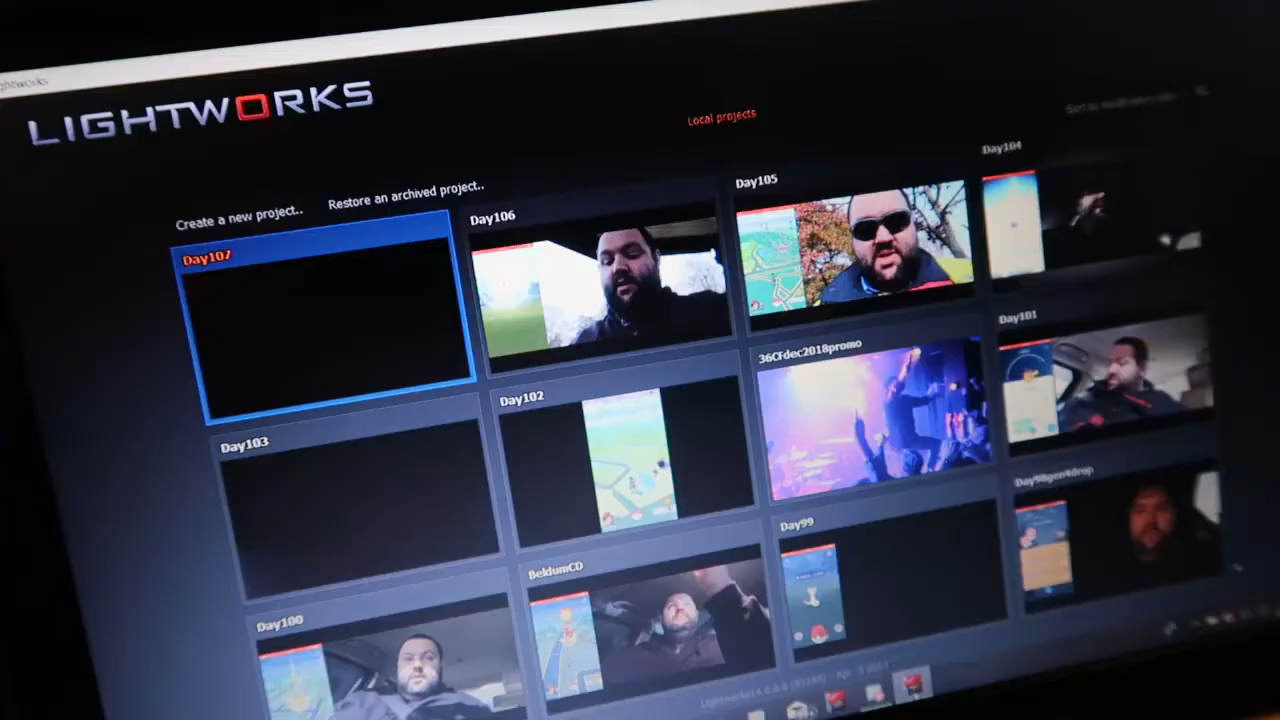 LIGHTWORKS
Local projects
Create a new project..
Restore an archived project..
Day107
Day106
Day105
Day104
Day103
Day102
36CFdec2018promo
Day101
Day100
BeldumCD
Day99
Day98gen4drop